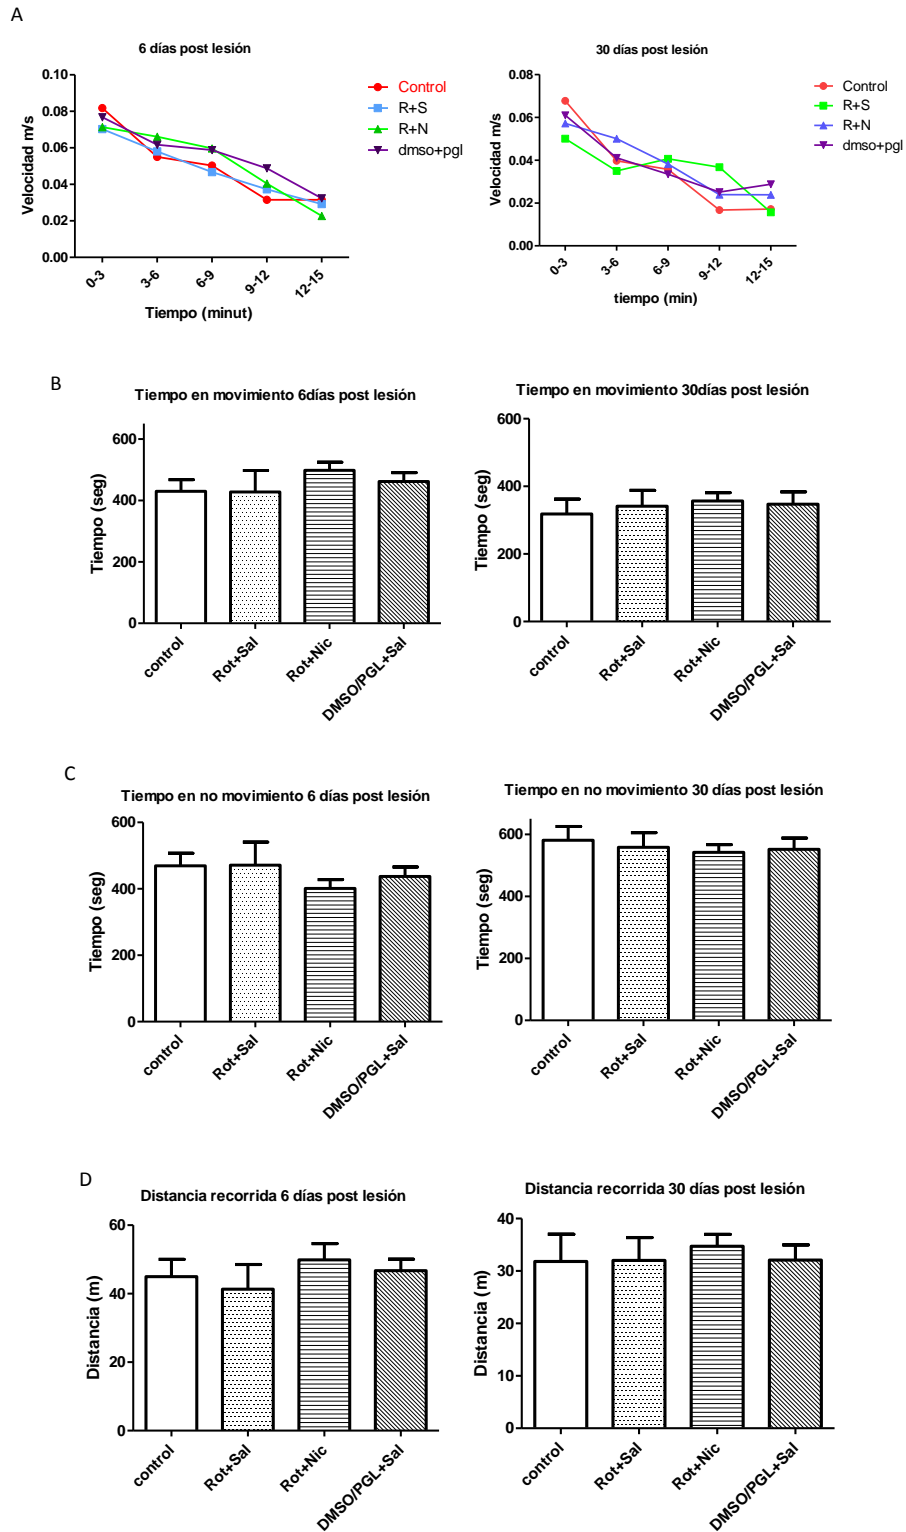 A
6 días post lesión
Velocidad m/s
0.10
0.08
0.06
0.04
0.02
0.00
0-3
3-6
6-9
9-12
12-15
Tiempo (minut)
Control
R+S
R+N
dmso+pgl
30 días post lesión
Velocidad m/s
0.08
0.06
0.04
0.02
0.00
0-3
3-6
6-9
9-12
12-15
tiempo (min)
Control
R+S
R+N
dmso+pgl
B
Tiempo en movimiento 6días post lesión
Tiempo (seg)
600
400
200
0
control
Rot+Sal
Rot+Nic
DMSO/PGL+Sal
Tiempo en movimiento 30días post lesión
Tiempo (seg)
600
400
200
0
control
Rot+Sal
Rot+Nic
DMSO/PGL+Sal
C
Tiempo en no movimiento 6 días post lesión
Tiempo (seg)
600
400
200
0
control
Rot+Sal
Rot+Nic
DMSO/PGL+Sal
Tiempo en no movimiento 30 días post lesión
Tiempo (seg)
600
400
200
0
control
Rot+Sal
Rot+Nic
DMSO/PGL+Sal
D
Distancia recorrida 6 días post lesión
Distancia (m)
60
40
20
0
control
Rot+Sal
Rot+Nic
DMSO/PGL+Sal
Distancia recorrida 30 días post lesión
Distancia (m)
40
30
20
10
0
control
Rot+Sal
Rot+Nic
DMSO/PGL+Sal